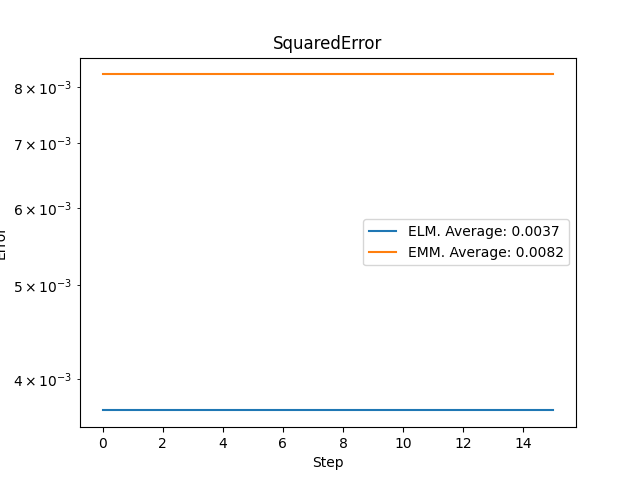 SquaredError
8 × 10⁻³
7 × 10⁻³
6 × 10⁻³
5 × 10⁻³
4 × 10⁻³
ELM. Average: 0.0037
EMM. Average: 0.0082
0 2 4 6 8 10 12 14
Step